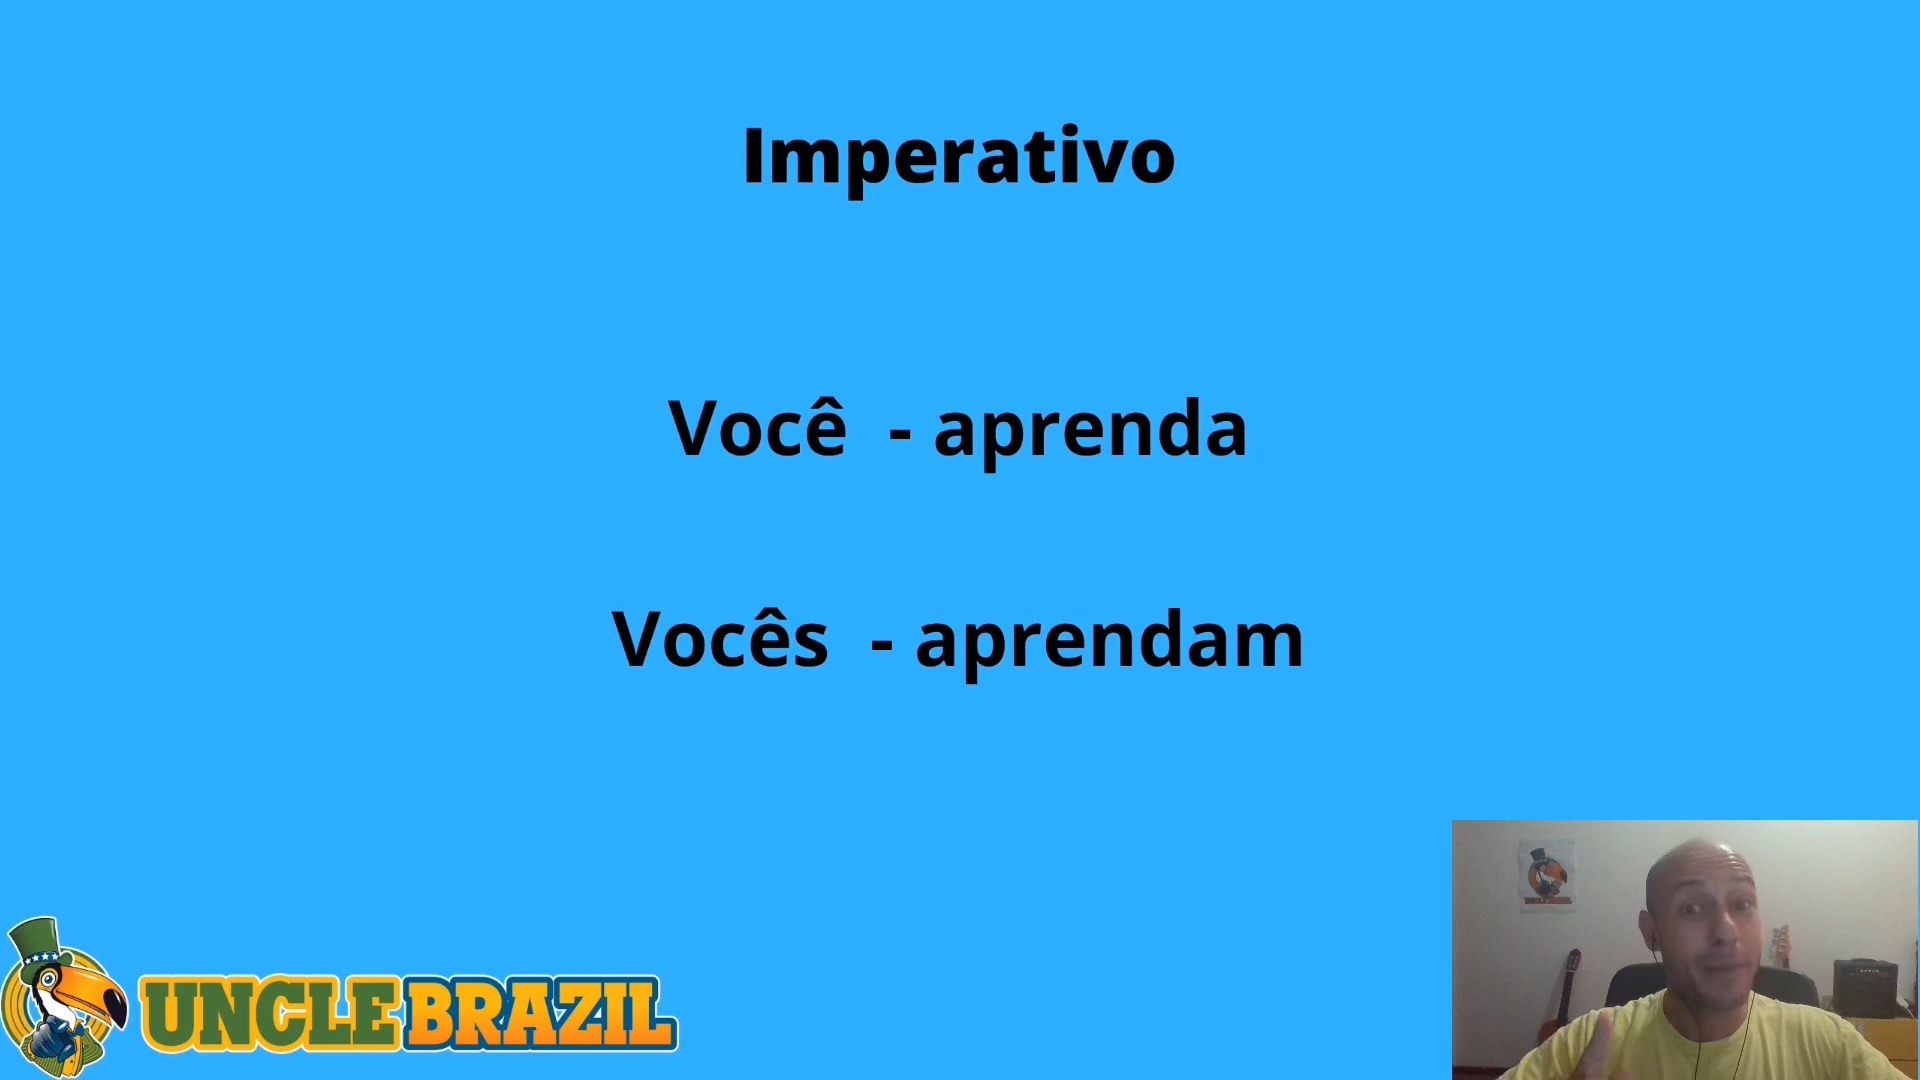 Imperativo
Você - aprenda
Vocês - aprendam
UNCLE BRAZIL